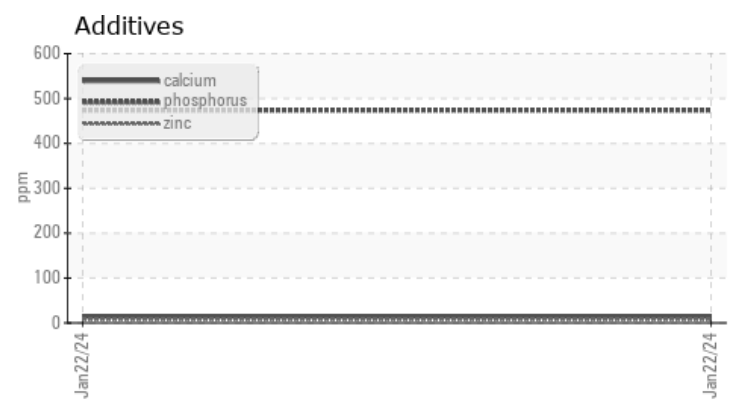 Additives
600
500
400
300
200
100
0
ppm
calcium
phosphorus
zinc
Jan22/24
Jan22/24